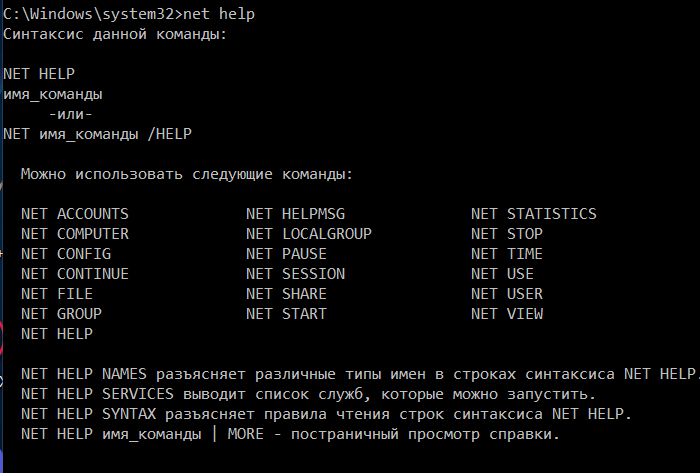 C:\Windows\system32>net help
Синтаксис данной команды:
NET HELP
имя_команды
-или-
NET имя_команды /HELP
Можно использовать следующие команды:
NET ACCOUNTS NET HELPMSG NET STATISTICS
NET COMPUTER NET LOCALGROUP NET STOP
NET CONFIG NET PAUSE NET TIME
NET CONTINUE NET SESSION NET USE
NET FILE NET SHARE NET USER
NET GROUP NET START NET VIEW
NET HELP
NET HELP NAMES разъясняет различные типы имен в строках синтаксиса NET HELP.
NET HELP SERVICES выводит список служб, которые можно запустить.
NET HELP SYNTAX разъясняет правила чтения строк синтаксиса NET HELP.
NET HELP имя_команды | MORE - постраничный просмотр справки.